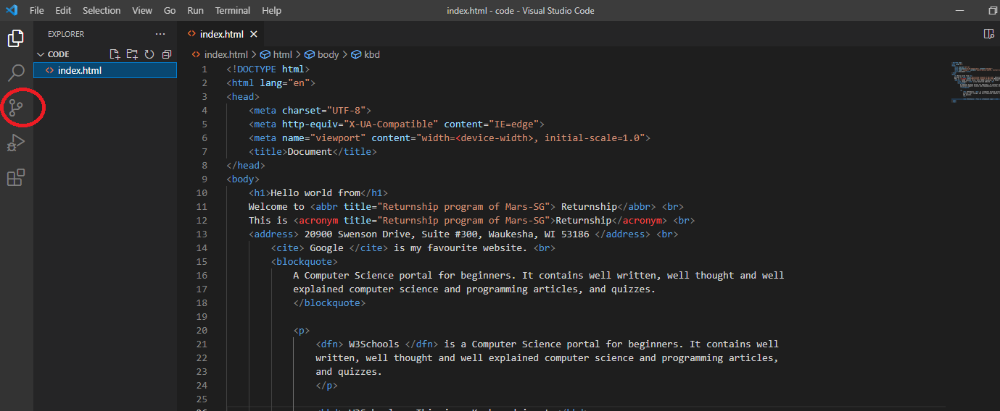 File Edit Selection View Go Run Terminal Help index.html - code - Visual Studio Code
EXPLORER ...
index.html
CODE
index.html
index.html > html > body > kbd
1 <!DOCTYPE html>
2 <html lang="en">
3 <head>
4 <meta charset="UTF-8">
5 <meta http-equiv="X-UA-Compatible" content="IE=edge">
6 <meta name="viewport" content="width=<device-width>, initial-scale=1.0">
7 <title>Document</title>
8 </head>
9 <body>
10 <h1>Hello world from</h1>
11 Welcome to <abbr title="Returnship program of Mars-SG"> Returnship</abbr> <br>
12 This is <acronym title="Returnship program of Mars-SG">Returnship</acronym> <br>
13 <address> 20900 Swenson Drive, Suite #300, Waukesha, WI 53186 </address> <br>
14 <cite> Google </cite> is my favourite website. <br>
15 <blockquote>
16 A Computer Science portal for beginners. It contains well written, well thought and well
17 explained computer science and programming articles, and quizzes.
18 </blockquote>
19
20 <p>
21 <dfn> W3Schools </dfn> is a Computer Science portal for beginners. It contains well
22 written, well thought and well explained computer science and programming articles,
23 and quizzes.
24 </p>
25